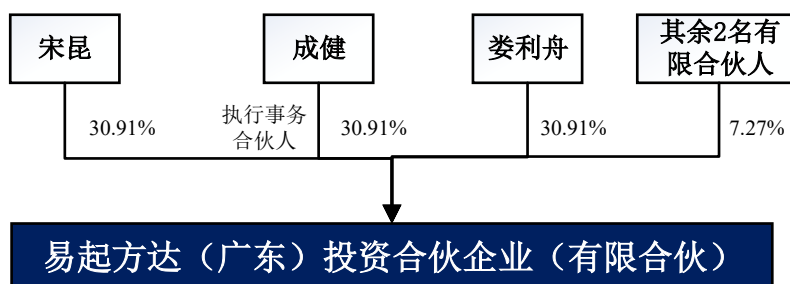 宋昆
成健
娄利舟
其余2名有
限合伙人
30.91%
执行事务
合伙人
30.91%
30.91%
7.27%
易起方达（广东）投资合伙企业（有限合伙）